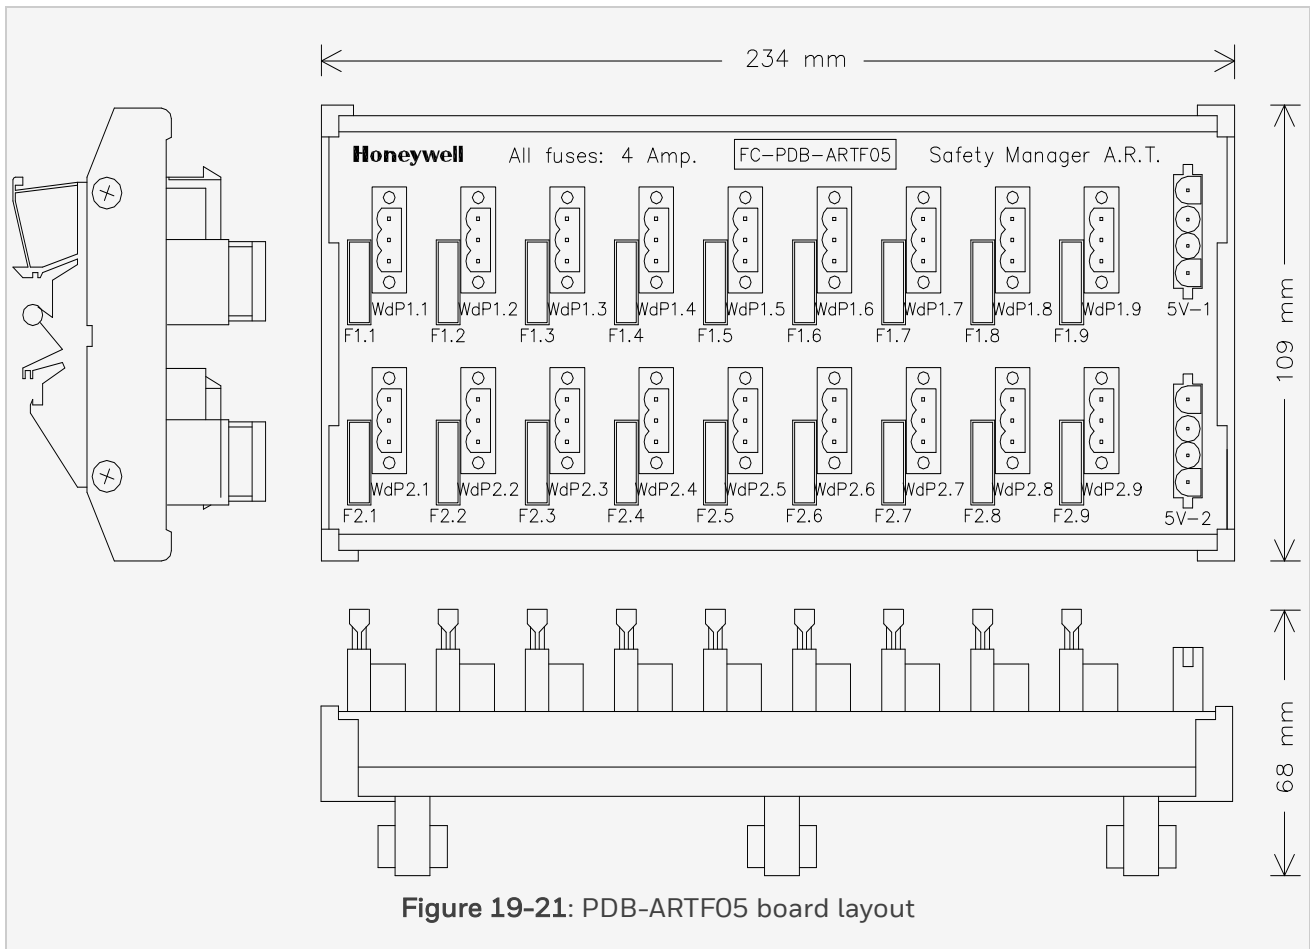 234 mm
Honeywell All fuses: 4 Amp. FC-PDB-ARTF05 Safety Manager A.R.T.
WdP1.1 WdP1.2 WdP1.3 WdP1.4 WdP1.5 WdP1.6 WdP1.7 WdP1.8 WdP1.9 5V-1
F1.1 F1.2 F1.3 F1.4 F1.5 F1.6 F1.7 F1.8 F1.9
109 mm
WdP2.1 WdP2.2 WdP2.3 WdP2.4 WdP2.5 WdP2.6 WdP2.7 WdP2.8 WdP2.9
F2.1 F2.2 F2.3 F2.4 F2.5 F2.6 F2.7 F2.8 F2.9 5V-2
68 mm
Figure 19-21: PDB-ARTF05 board layout